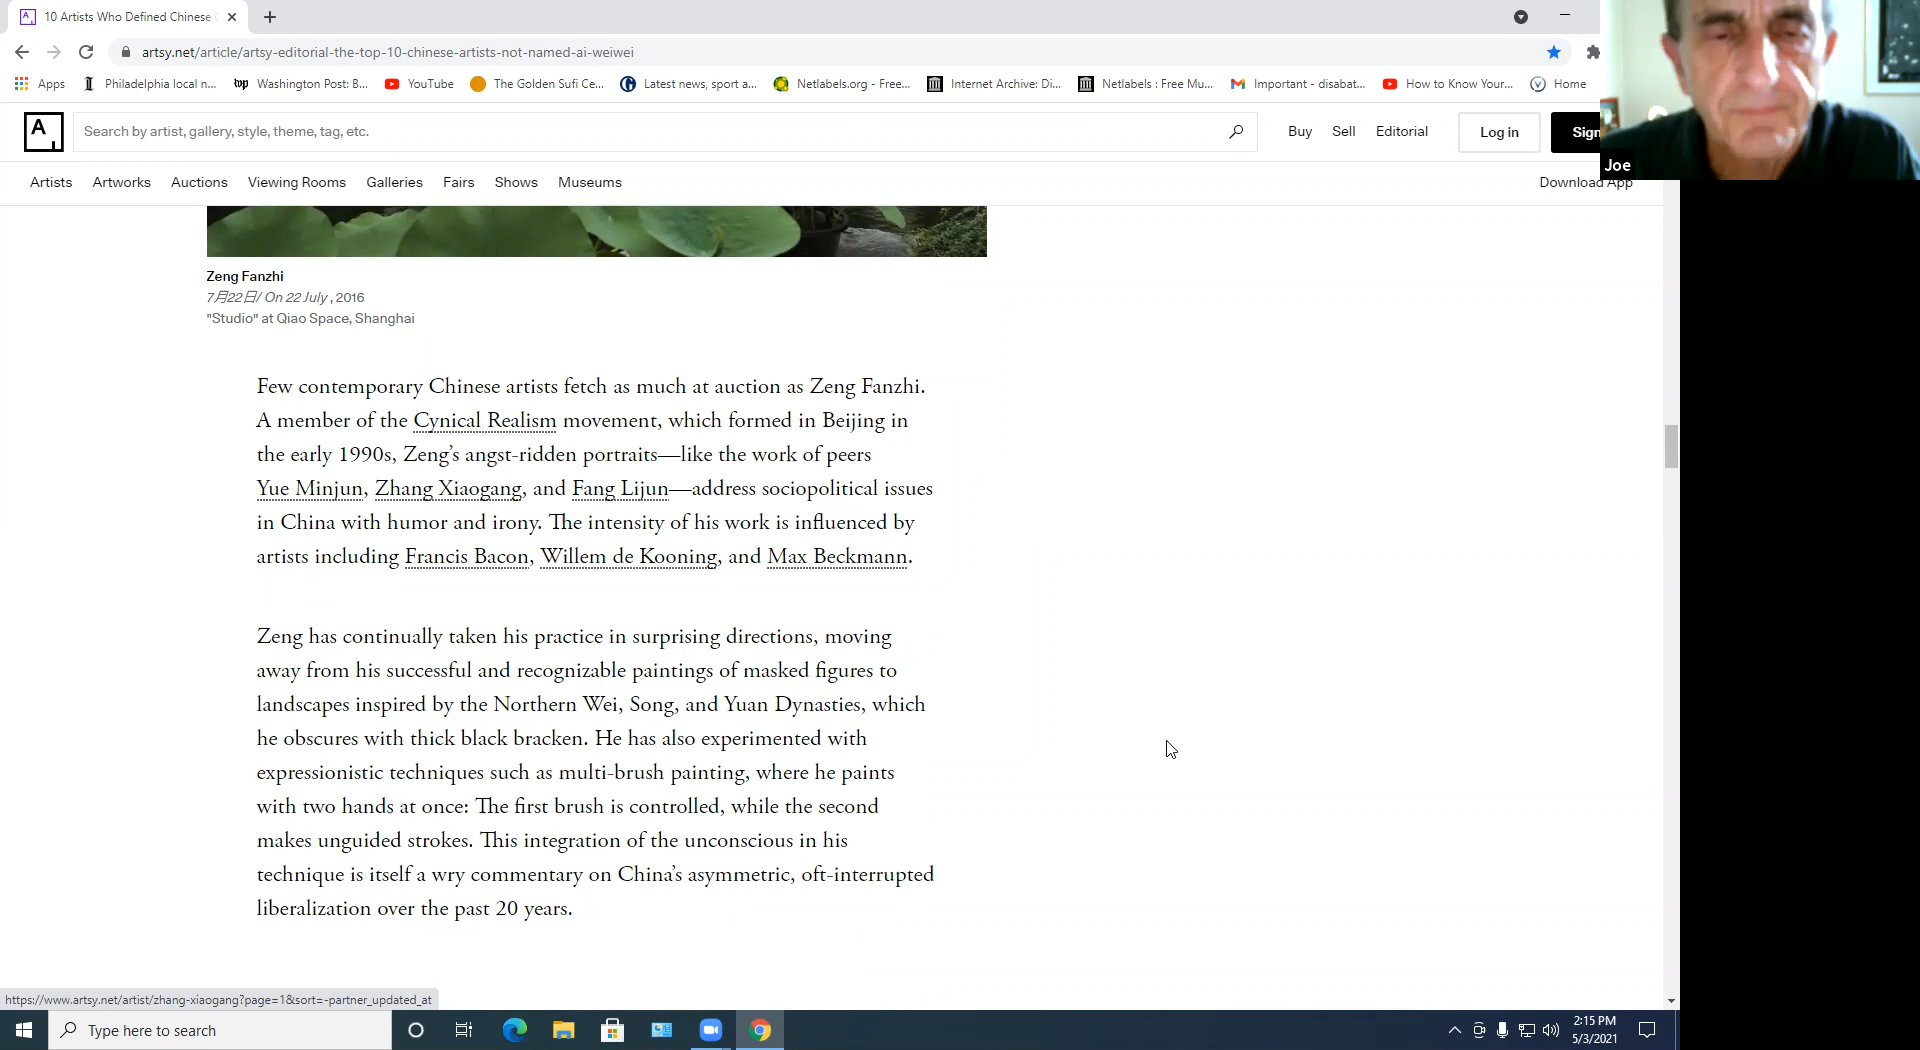 10 Artists Who Defined Chinese
artsy.net/article/artsy-editorial-the-top-10-chinese-artists-not-named-ai-weiwei
Apps
Philadelphia local n...
wp Washington Post: B...
YouTube
The Golden Sufi Ce...
Latest news, sport a...
Netlabels.org - Free...
Internet Archive: Di...
Netlabels : Free Mu...
Important - disabat...
How to Know Your...
Home
A
Search by artist, gallery, style, theme, tag, etc.
Buy
Sell
Editorial
Log in
Sign
Joe
Artists
Artworks
Auctions
Viewing Rooms
Galleries
Fairs
Shows
Museums
Download App
Zeng Fanzhi
7月22日/ On 22 July , 2016
"Studio" at Qiao Space, Shanghai
Few contemporary Chinese artists fetch as much at auction as Zeng Fanzhi.
A member of the Cynical Realism movement, which formed in Beijing in
the early 1990s, Zeng’s angst-ridden portraits—like the work of peers
Yue Minjun, Zhang Xiaogang, and Fang Lijun—address sociopolitical issues
in China with humor and irony. The intensity of his work is influenced by
artists including Francis Bacon, Willem de Kooning, and Max Beckmann.
Zeng has continually taken his practice in surprising directions, moving
away from his successful and recognizable paintings of masked figures to
landscapes inspired by the Northern Wei, Song, and Yuan Dynasties, which
he obscures with thick black bracken. He has also experimented with
expressionistic techniques such as multi-brush painting, where he paints
with two hands at once: The first brush is controlled, while the second
makes unguided strokes. This integration of the unconscious in his
technique is itself a wry commentary on China’s asymmetric, oft-interrupted
liberalization over the past 20 years.
https://www.artsy.net/artist/zhang-xiaogang?page=1&sort=-partner_updated_at
Type here to search
2:15 PM
5/3/2021